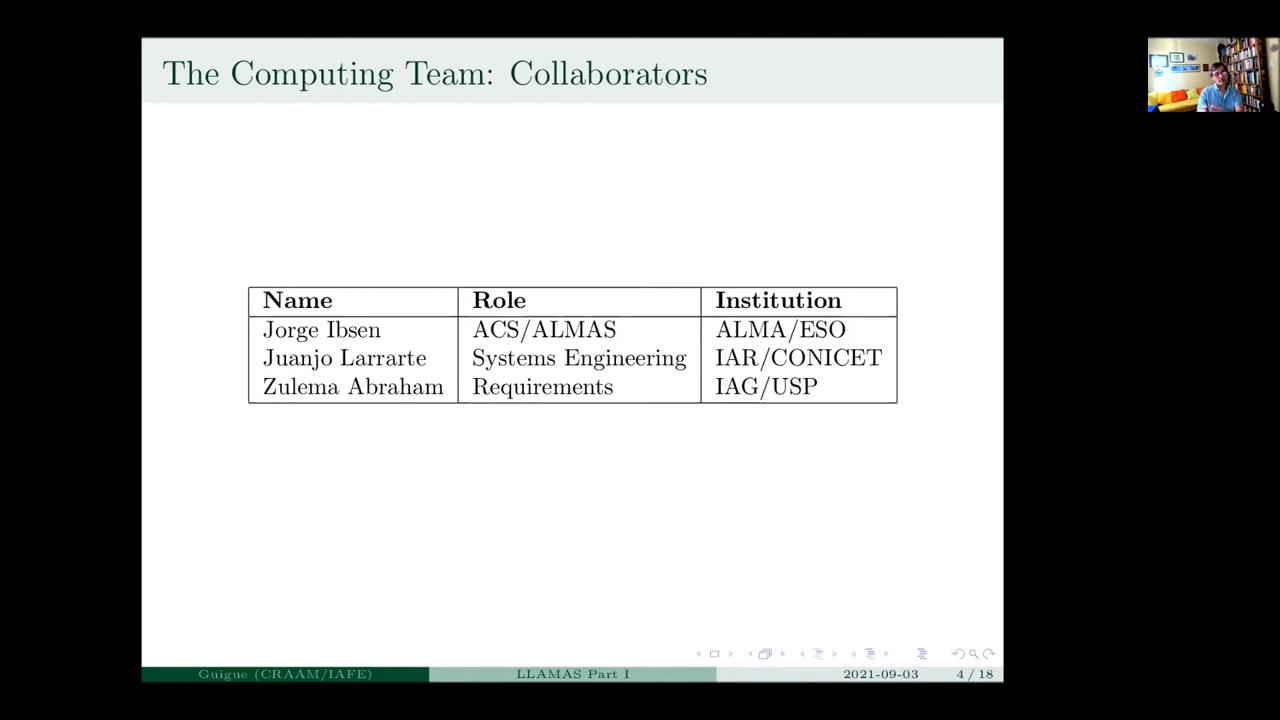 The Computing Team: Collaborators
Name Role Institution
Jorge Ibsen ACS/ALMAS ALMA/ESO
Juanjo Larrarte Systems Engineering IAR/CONICET
Zulema Abraham Requirements IAG/USP
Guigue (CRAAM/IAFE) LLAMAS Part I 2021-09-03 4 / 18